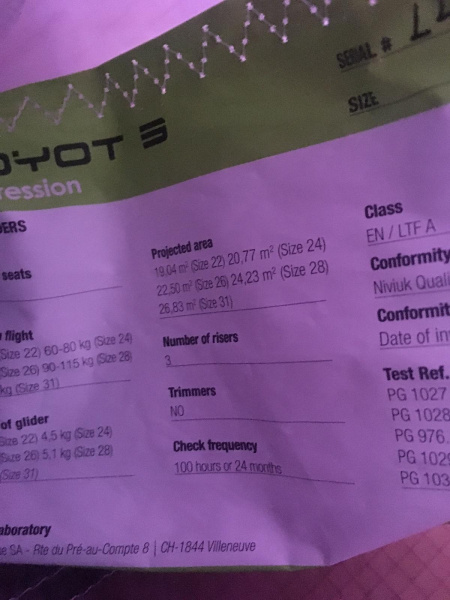 SERIAL #
SIZE
OYOT 3
ression
Class
EN / LTF A
DERS
Projected area
Conformity
seats
19,04 m² (Size 22) 20,77 m² (Size 24)
22,50 m² (Size 26) 24,23 m² (Size 28)
26,83 m² (Size 31)
Niviuk Quali
Conformit
Date of in
flight
(Size 22) 60-80 kg (Size 24)
(Size 26) 90-115 kg (Size 28)
kg (Size 31)
Number of risers
3
Test Ref.
PG 1027
PG 1028
PG 976.
PG 102
PG 103
Trimmers
NO
of glider
Size 22) 4,5 kg (Size 24)
Size 26) 5,1 kg (Size 28)
(Size 31)
Check frequency
100 hours or 24 months
aboratory
e SA - Rte du Pré-au-Compte 8 | CH-1844 Villeneuve